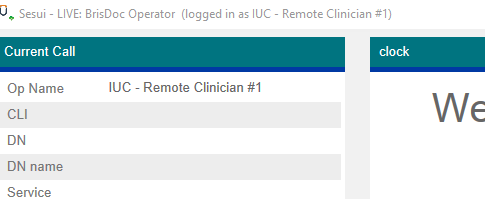 Sesui - LIVE: BrisDoc Operator (logged in as IUC - Remote Clinician #1)
Current Call
clock
Op Name IUC - Remote Clinician #1
We
CLI
DN
DN name
Service